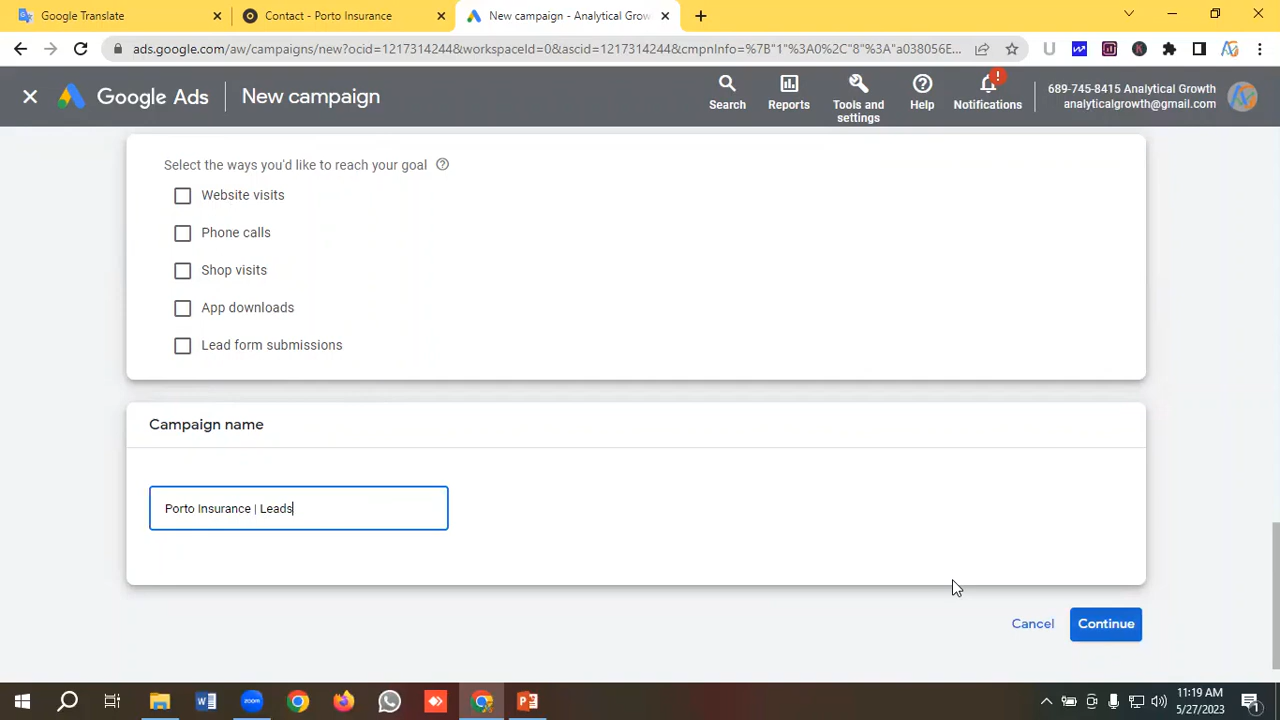 Google Translate
Contact - Porto Insurance
New campaign - Analytical Grow
ads.google.com/aw/campaigns/new?ocid=1217314244&workspaceId=0&ascid=1217314244&cmpnInfo=%7B"1"%3A0%2C"8"%3A"a038056E...
Google Ads
New campaign
Search
Reports
Tools and settings
Help
!
Notifications
689-745-8415 Analytical Growth
analyticalgrowth@gmail.com
Select the ways you'd like to reach your goal
Website visits
Phone calls
Shop visits
App downloads
Lead form submissions
Campaign name
Porto Insurance | Leads
Cancel
Continue
zoom
11:19 AM
5/27/2023
1